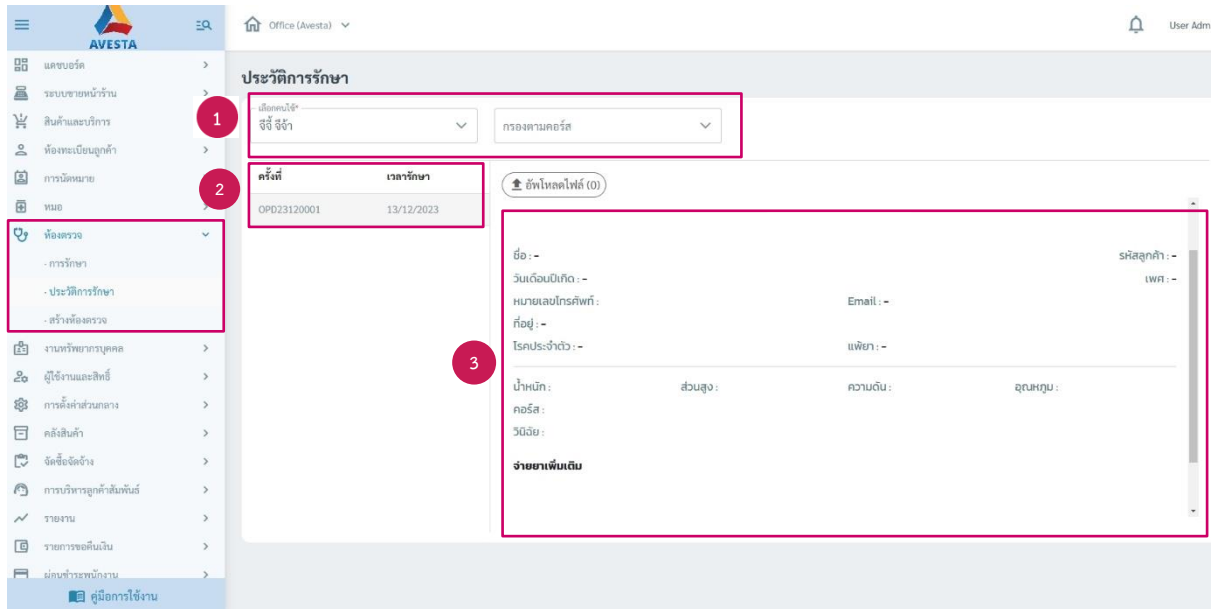 AVESTA
Office (Avesta)
User Adm
แดชบอร์ด
ระบบขายหน้าร้าน
สินค้าและบริการ
ห้องทะเบียนลูกค้า
การนัดหมาย
หมอ
ห้องตรวจ
- การรักษา
- ประวัติการรักษา
- สร้างห้องตรวจ
งานทรัพยากรบุคคล
ผู้ใช้งานและสิทธิ์
การตั้งค่าส่วนกลาง
คลังสินค้า
จัดซื้อจัดจ้าง
การบริหารลูกค้าสัมพันธ์
รายงาน
รายการขอคืนเงิน
ผ่อนชำระพนักงาน
คู่มือการใช้งาน
ประวัติการรักษา
1
เลือกคนไข้*
จีจี้ จีจ้า
กรองตามคอร์ส
2
ครั้งที่ เวลารักษา
OPD23120001 13/12/2023
อัพโหลดไฟล์ (0)
3
ชื่อ : - รหัสลูกค้า : -
วันเดือนปีเกิด : - เพศ : -
หมายเลขโทรศัพท์ : Email : -
ที่อยู่ : -
โรคประจำตัว : - แพ้ยา : -
น้ำหนัก : ส่วนสูง : ความดัน : อุณหภูม :
คอร์ส :
วินิฉัย :
จ่ายยาเพิ่มเติม